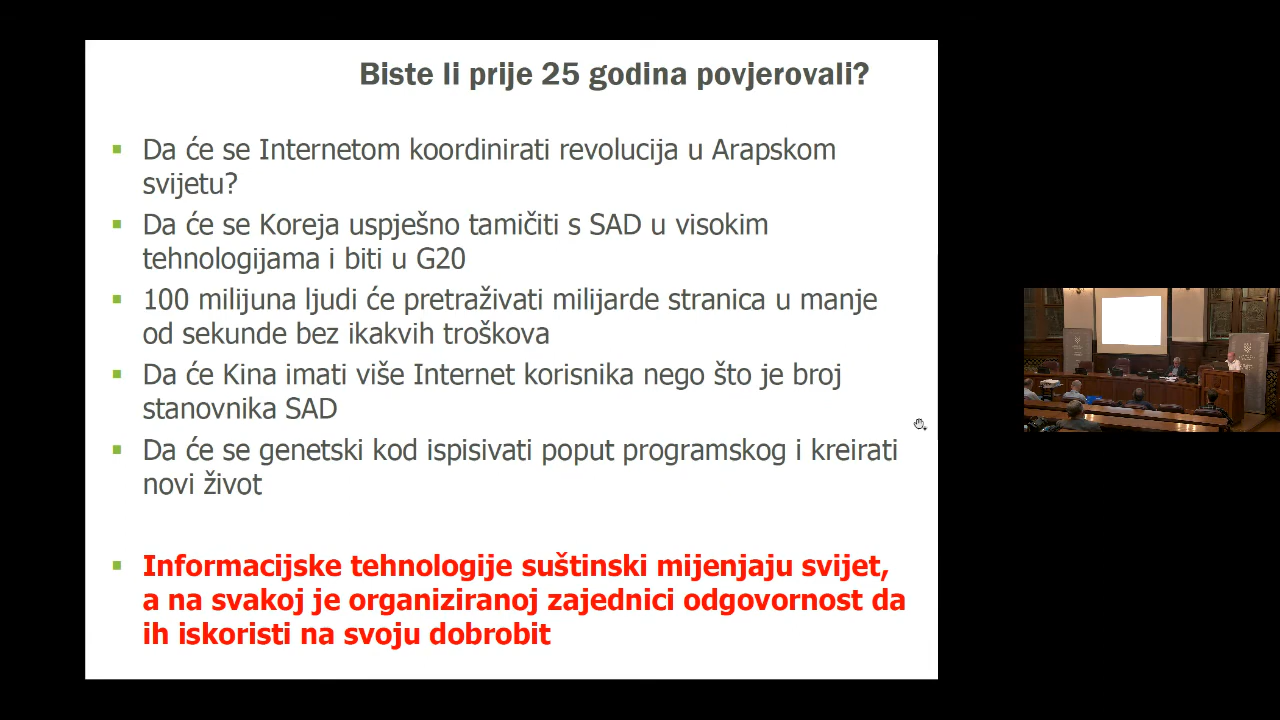 Biste li prije 25 godina povjerovali?
Da će se Internetom koordinirati revolucija u Arapskom
svijetu?
Da će se Koreja uspješno tamičiti s SAD u visokim
tehnologijama i biti u G20
100 milijuna ljudi će pretraživati milijarde stranica u manje
od sekunde bez ikakvih troškova
Da će Kina imati više Internet korisnika nego što je broj
stanovnika SAD
Da će se genetski kod ispisivati poput programskog i kreirati
novi život
Informacijske tehnologije suštinski mijenjaju svijet,
a na svakoj je organiziranoj zajednici odgovornost da
ih iskoristi na svoju dobrobit